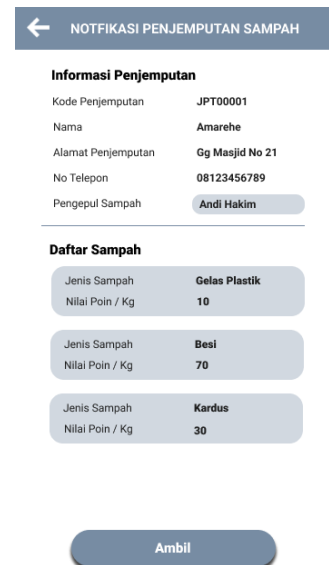 NOTFIKASI PENJEMPUTAN SAMPAH
Informasi Penjemputan
Kode Penjemputan JPT00001
Nama Amarehe
Alamat Penjemputan Gg Masjid No 21
No Telepon 08123456789
Pengepul Sampah Andi Hakim
Daftar Sampah
Jenis Sampah Gelas Plastik
Nilai Poin / Kg 10
Jenis Sampah Besi
Nilai Poin / Kg 70
Jenis Sampah Kardus
Nilai Poin / Kg 30
Ambil